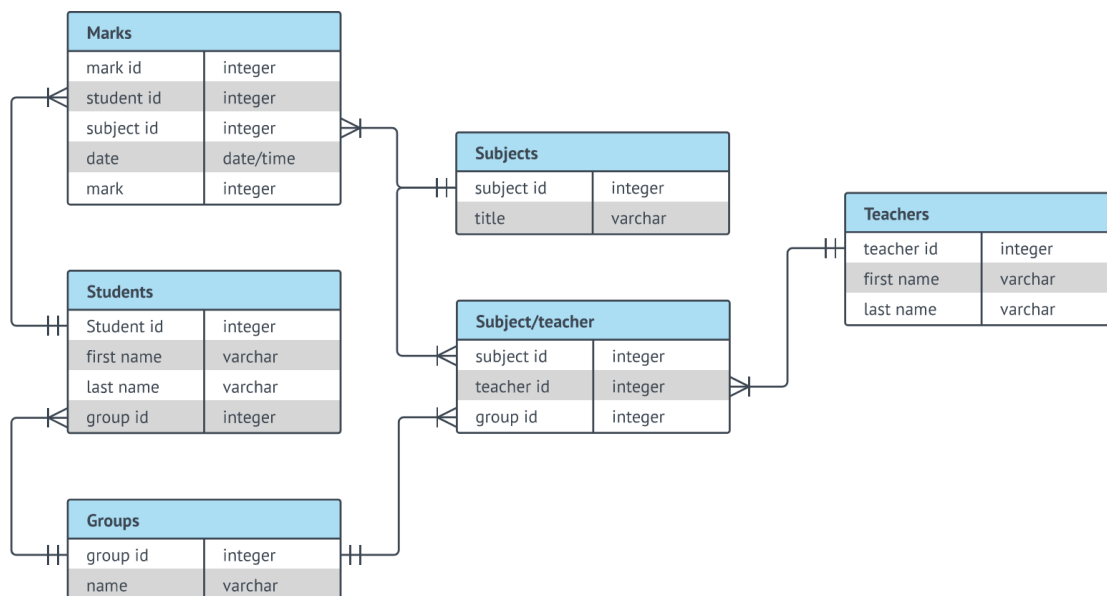 Marks
mark id integer
student id integer
subject id integer
date date/time
mark integer
Subjects
subject id integer
title varchar
Teachers
teacher id integer
first name varchar
last name varchar
Students
Student id integer
first name varchar
last name varchar
group id integer
Subject/teacher
subject id integer
teacher id integer
group id integer
Groups
group id integer
name varchar